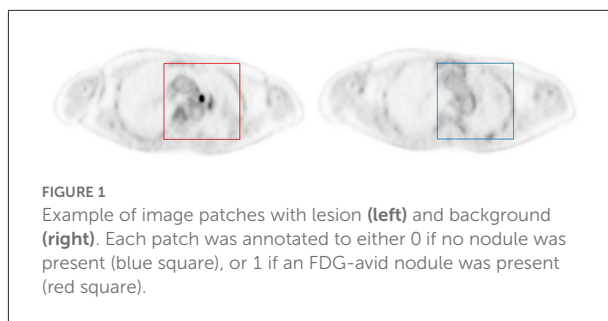 FIGURE 1
Example of image patches with lesion (left) and background
(right). Each patch was annotated to either 0 if no nodule was
present (blue square), or 1 if an FDG-avid nodule was present
(red square).